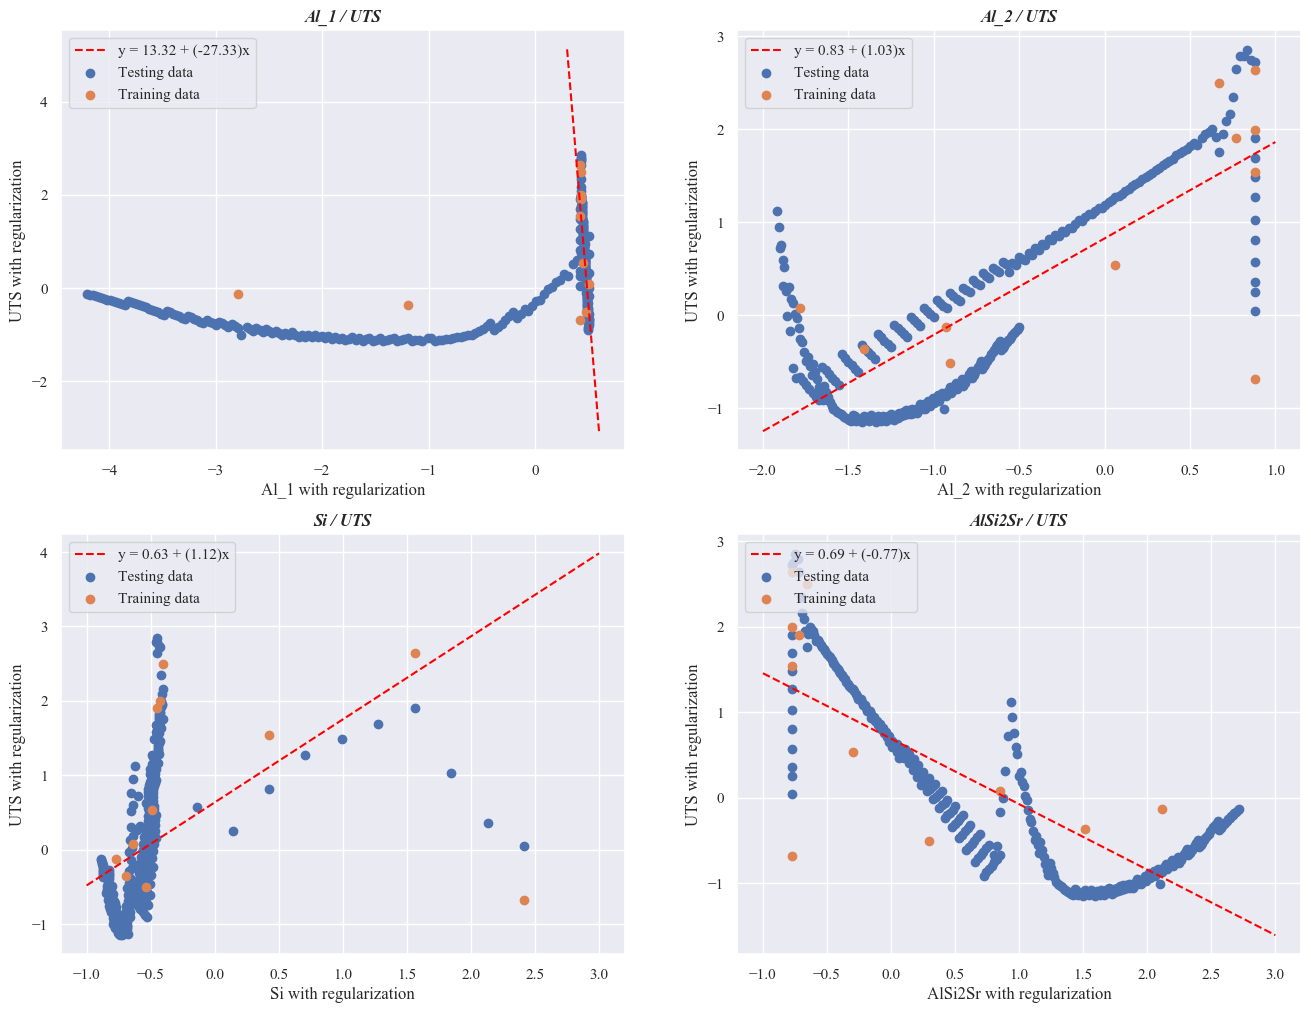 Al_1 / UTS
y = 13.32 + (-27.33)x
Testing data
Training data
4
2
0
−2
UTS with regularization
−4 −3 −2 −1 0
Al_1 with regularization
Al_2 / UTS
y = 0.83 + (1.03)x
Testing data
Training data
3
2
1
0
−1
UTS with regularization
−2.0 −1.5 −1.0 −0.5 0.0 0.5 1.0
Al_2 with regularization
Si / UTS
y = 0.63 + (1.12)x
Testing data
Training data
4
3
2
1
0
−1
UTS with regularization
−1.0 −0.5 0.0 0.5 1.0 1.5 2.0 2.5 3.0
Si with regularization
AlSi2Sr / UTS
y = 0.69 + (-0.77)x
Testing data
Training data
3
2
1
0
−1
UTS with regularization
−1.0 −0.5 0.0 0.5 1.0 1.5 2.0 2.5 3.0
AlSi2Sr with regularization